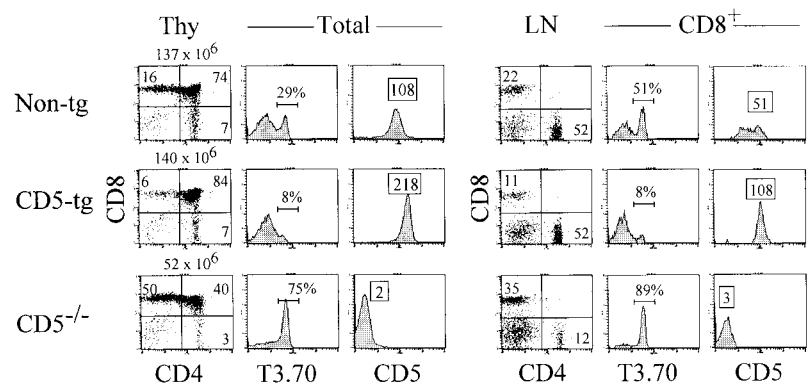 Thy Total LN CD8+
137 x 10^6
Non-tg 16 74 7 29% 108 22 52 51% 51
140 x 10^6
CD5-tg 6 84 7 8% 218 11 52 8% 108
52 x 10^6
CD5-/- 50 40 3 75% 2 35 12 89% 3
CD8 CD8
CD4 T3.70 CD5 CD4 T3.70 CD5